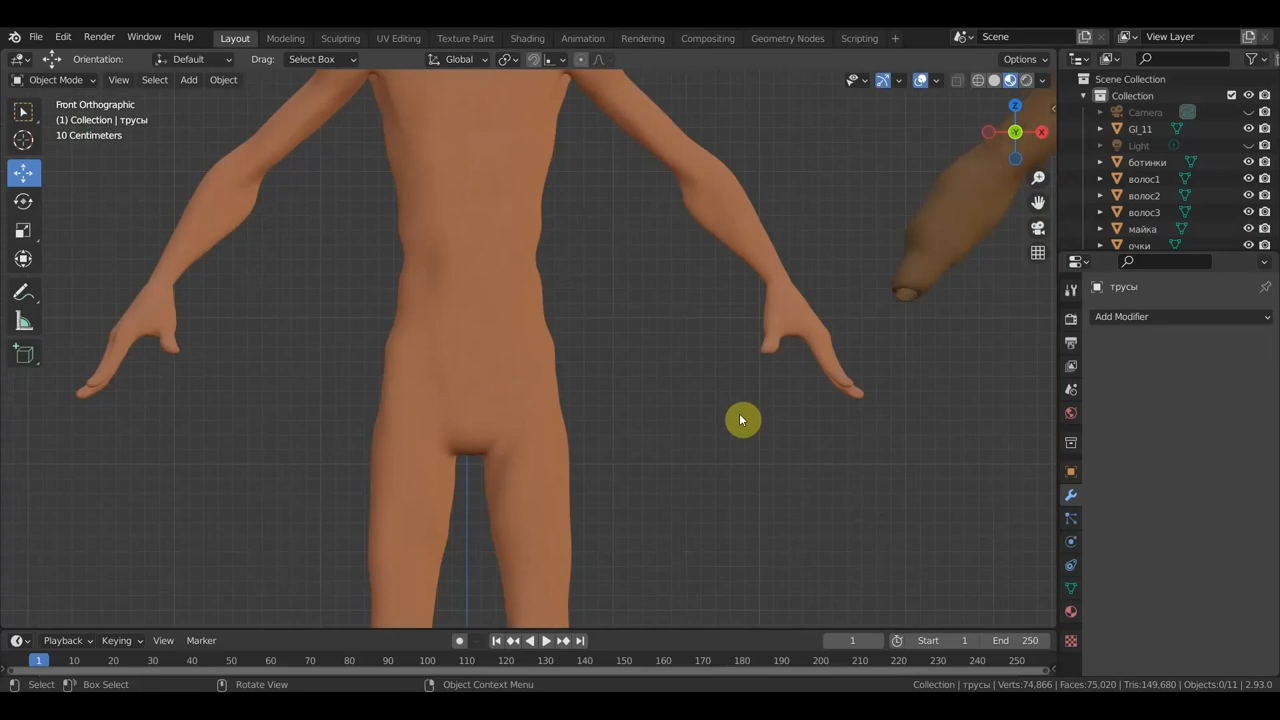 File Edit Render Window Help Layout Modeling Sculpting UV Editing Texture Paint Shading Animation Rendering Compositing Geometry Nodes Scripting + Scene View Layer
Orientation: Default Drag: Select Box Global Options
Object Mode View Select Add Object
Front Orthographic
(1) Collection | трусы
10 Centimeters
Z
Y
X
Scene Collection
Collection
Camera
Gl_11
Light
ботинки
волос1
волос2
волос3
майка
очки
трусы
Add Modifier
Playback Keying View Marker 1 Start 1 End 250
1 10 20 30 40 50 60 70 80 90 100 110 120 130 140 150 160 170 180 190 200 210 220 230 240 250
Select Box Select Rotate View Object Context Menu Collection | трусы | Verts:74,866 | Faces:75,020 | Tris:149,680 | Objects:0/11 | 2.93.0